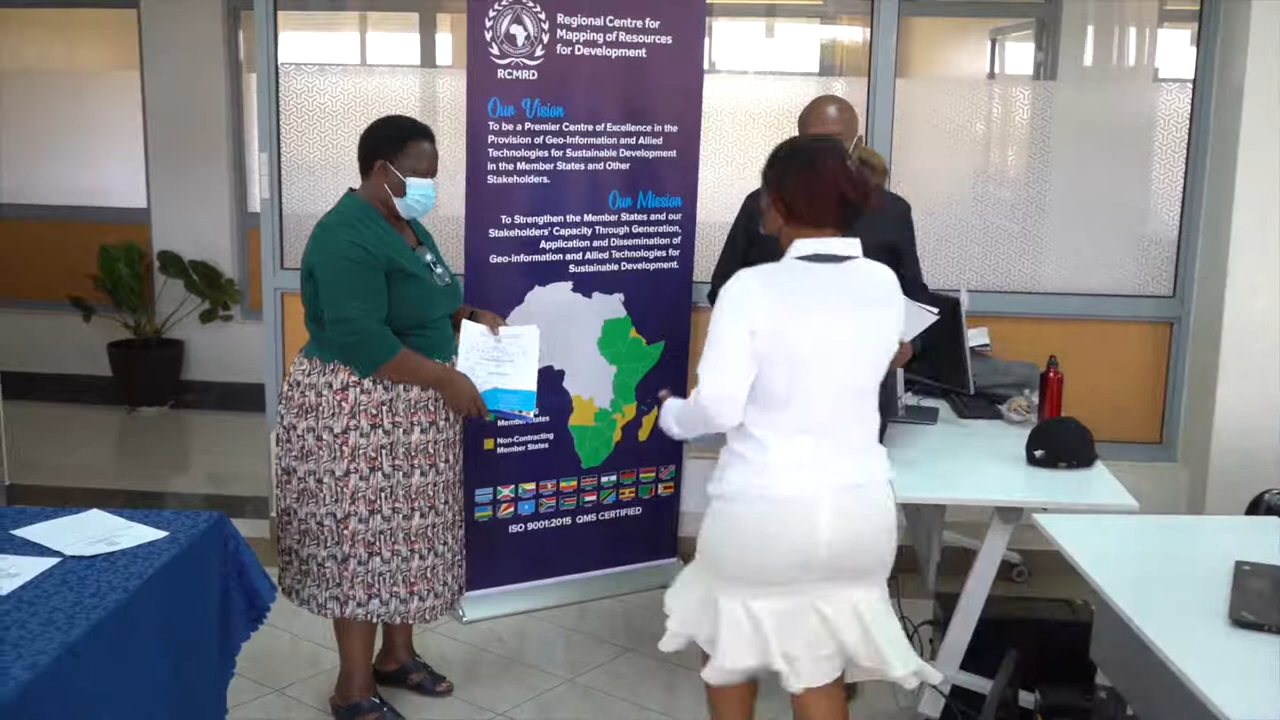 Regional Centre for
Mapping of Resources
for Development
RCMRD
Our Vision
To be a Premier Centre of Excellence in the
Provision of Geo-Information and Allied
Technologies for Sustainable Development
in the Member States and Other
Stakeholders.
Our Mission
To Strengthen the Member States and our
Stakeholders' Capacity Through Generation,
Application and Dissemination of
Geo-information and Allied Technologies for
Sustainable Development.
Member States
Non-Contracting
Member States
ISO 9001:2015 QMS CERTIFIED